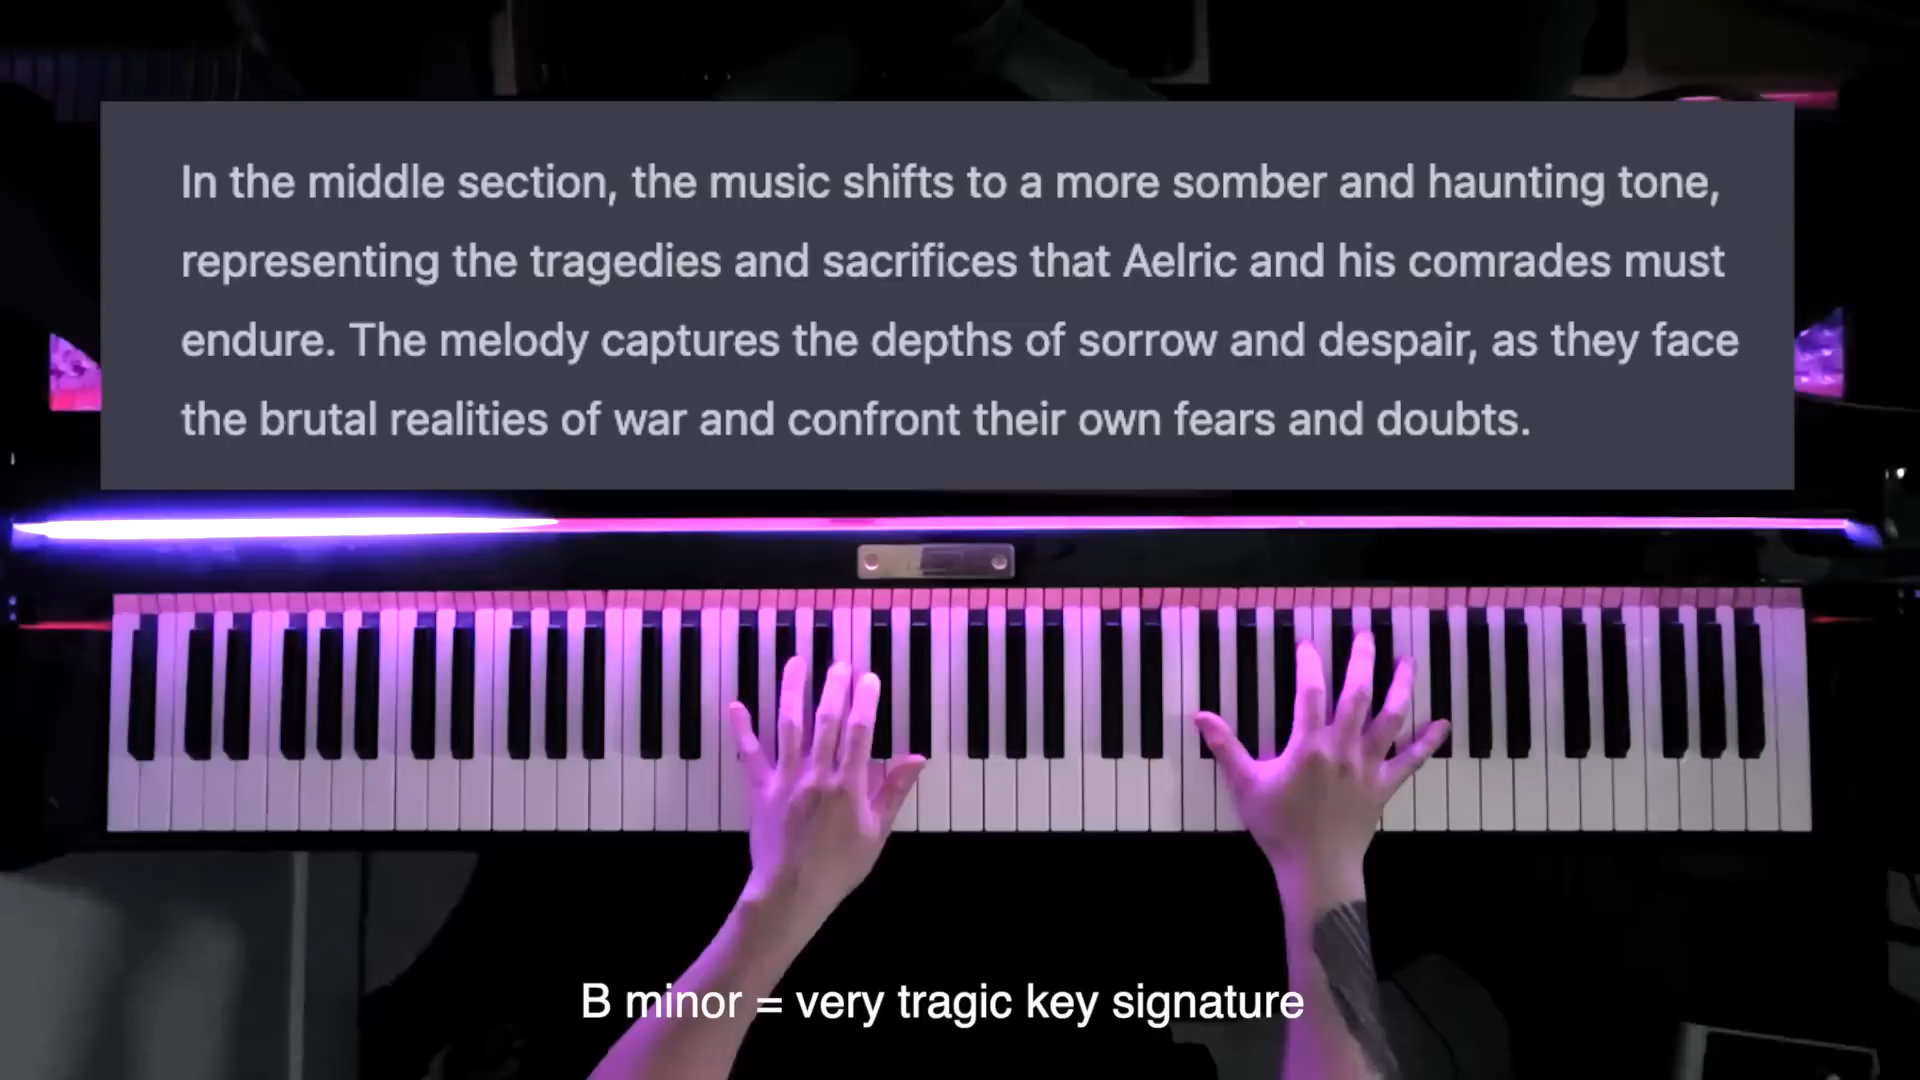 In the middle section, the music shifts to a more somber and haunting tone,
representing the tragedies and sacrifices that Aelric and his comrades must
endure. The melody captures the depths of sorrow and despair, as they face
the brutal realities of war and confront their own fears and doubts.
B minor = very tragic key signature